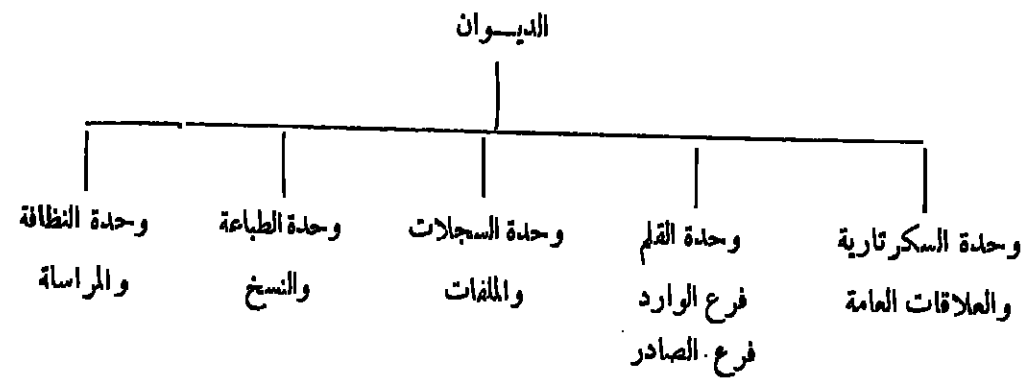 الديــوان
وحدة السكرتارية
والعلاقات العامة
وحدة القلم
فرع الوارد
فرع الصادر
وحدة السجلات
والملفات
وحدة الطباعة
والنسخ
وحدة النظافة
والمراسلة